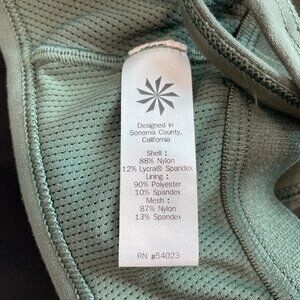 Designed in
Sonoma County,
California
Shell :
88% Nylon
12% Lycra® Spandex
Lining :
90% Polyester
10% Spandex
Mesh :
87% Nylon
13% Spandex
RN #54023